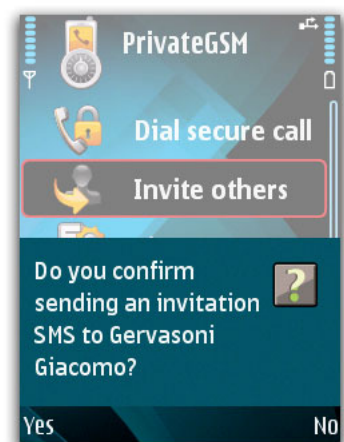 PrivateGSM
Dial secure call
Invite others
Do you confirm
sending an invitation
SMS to Gervasoni
Giacomo?
Yes No